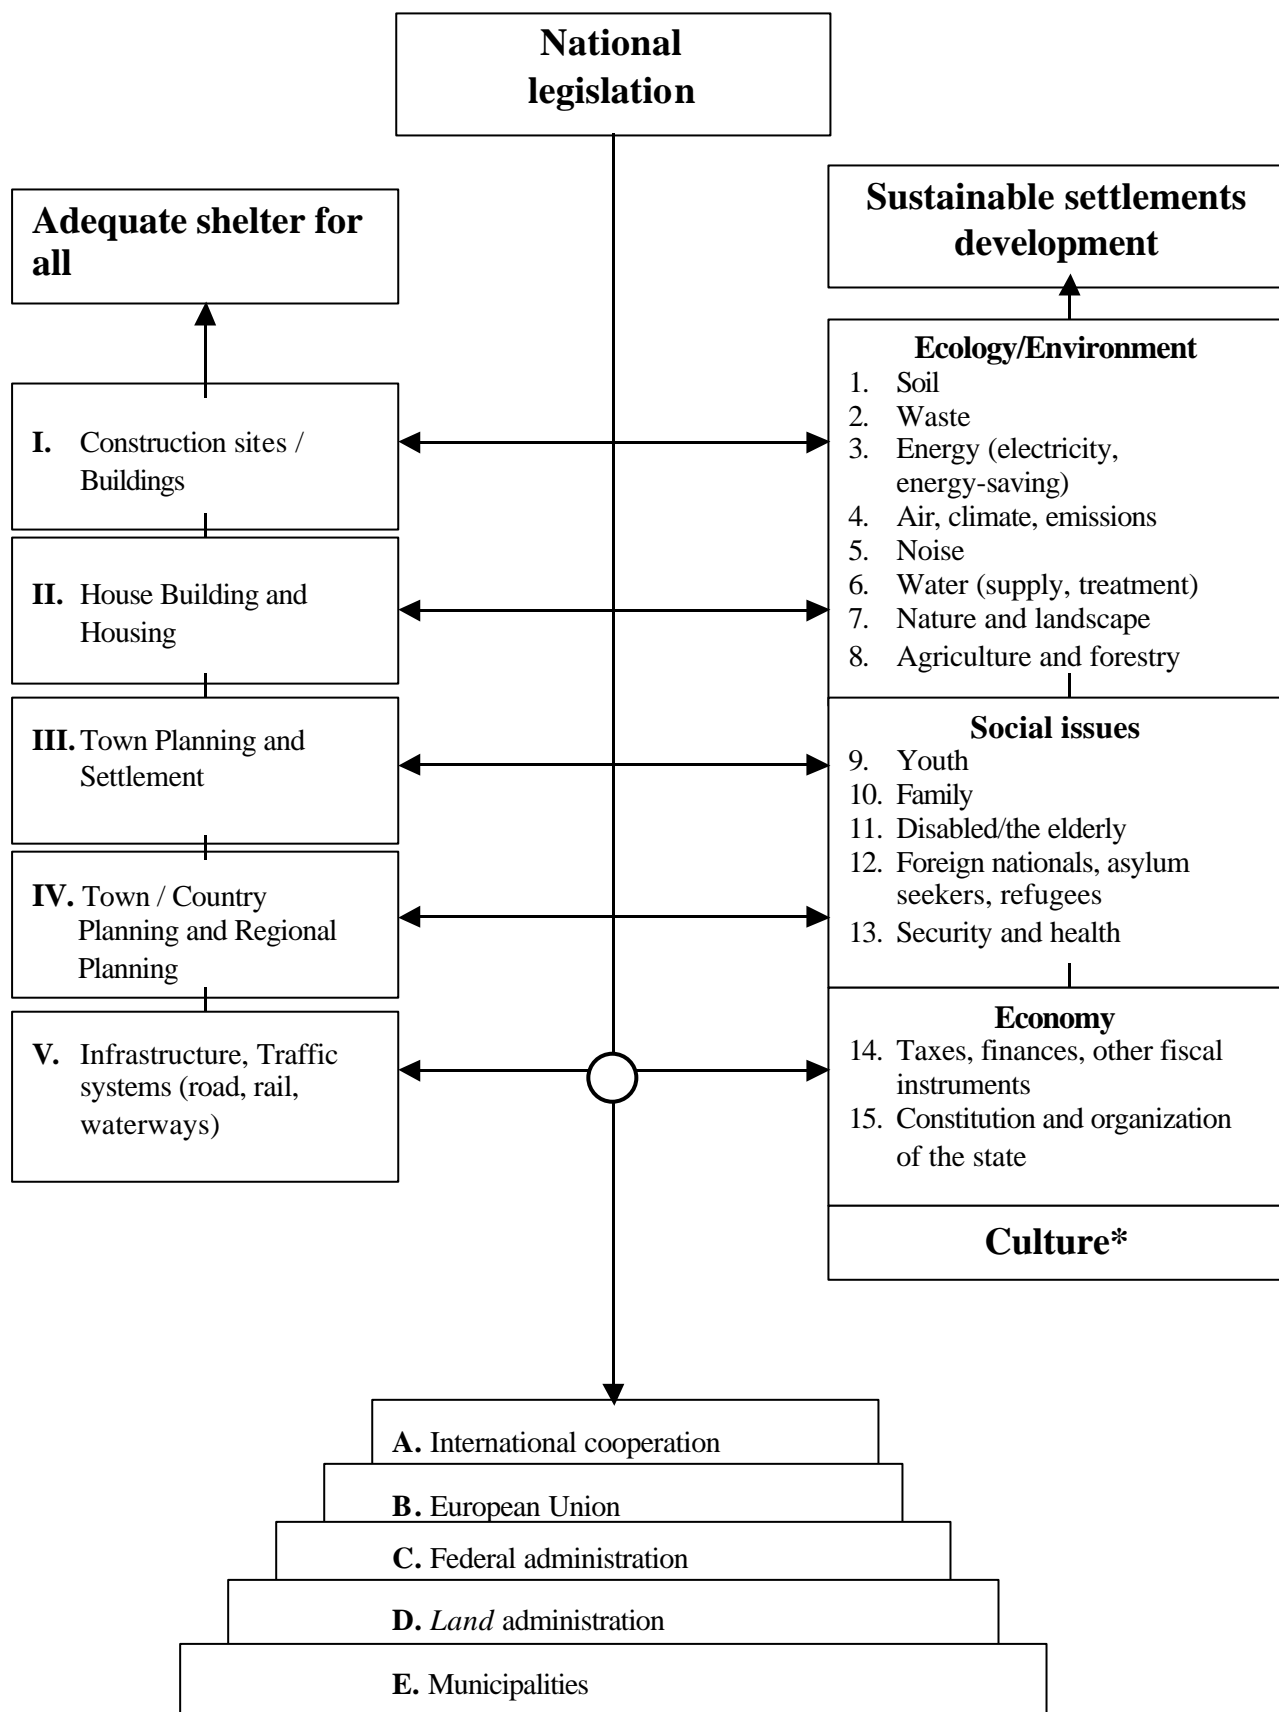 National
legislation
Adequate shelter for
all
Sustainable settlements
development
I. Construction sites /
Buildings
II. House Building and
Housing
III. Town Planning and
Settlement
IV. Town / Country
Planning and Regional
Planning
V. Infrastructure, Traffic
systems (road, rail,
waterways)
Ecology/Environment
1. Soil
2. Waste
3. Energy (electricity,
energy-saving)
4. Air, climate, emissions
5. Noise
6. Water (supply, treatment)
7. Nature and landscape
8. Agriculture and forestry
Social issues
9. Youth
10. Family
11. Disabled/the elderly
12. Foreign nationals, asylum
seekers, refugees
13. Security and health
Economy
14. Taxes, finances, other fiscal
instruments
15. Constitution and organization
of the state
Culture*
A. International cooperation
B. European Union
C. Federal administration
D. Land administration
E. Municipalities